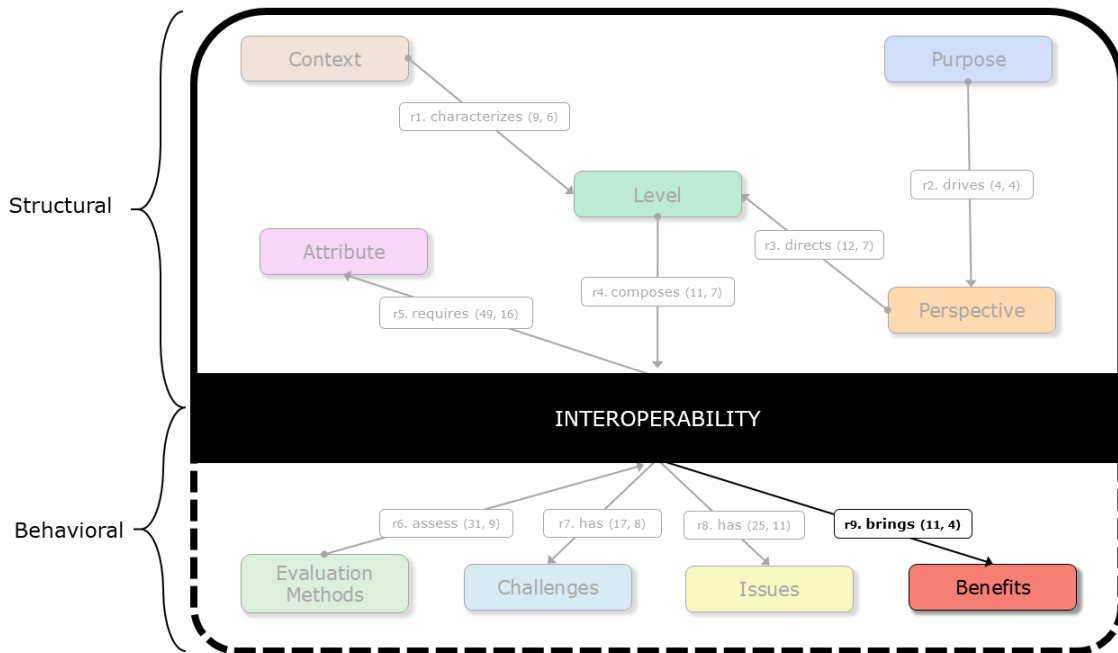 Context
Purpose
r1. characterizes (9, 6)
Level
r2. drives (4, 4)
Structural
Attribute
r3. directs (12, 7)
r4. composes (11, 7)
r5. requires (49, 16)
Perspective
INTEROPERABILITY
Behavioral
r6. assess (31, 9)
r7. has (17, 8)
r8. has (25, 11)
r9. brings (11, 4)
Evaluation
Methods
Challenges
Issues
Benefits